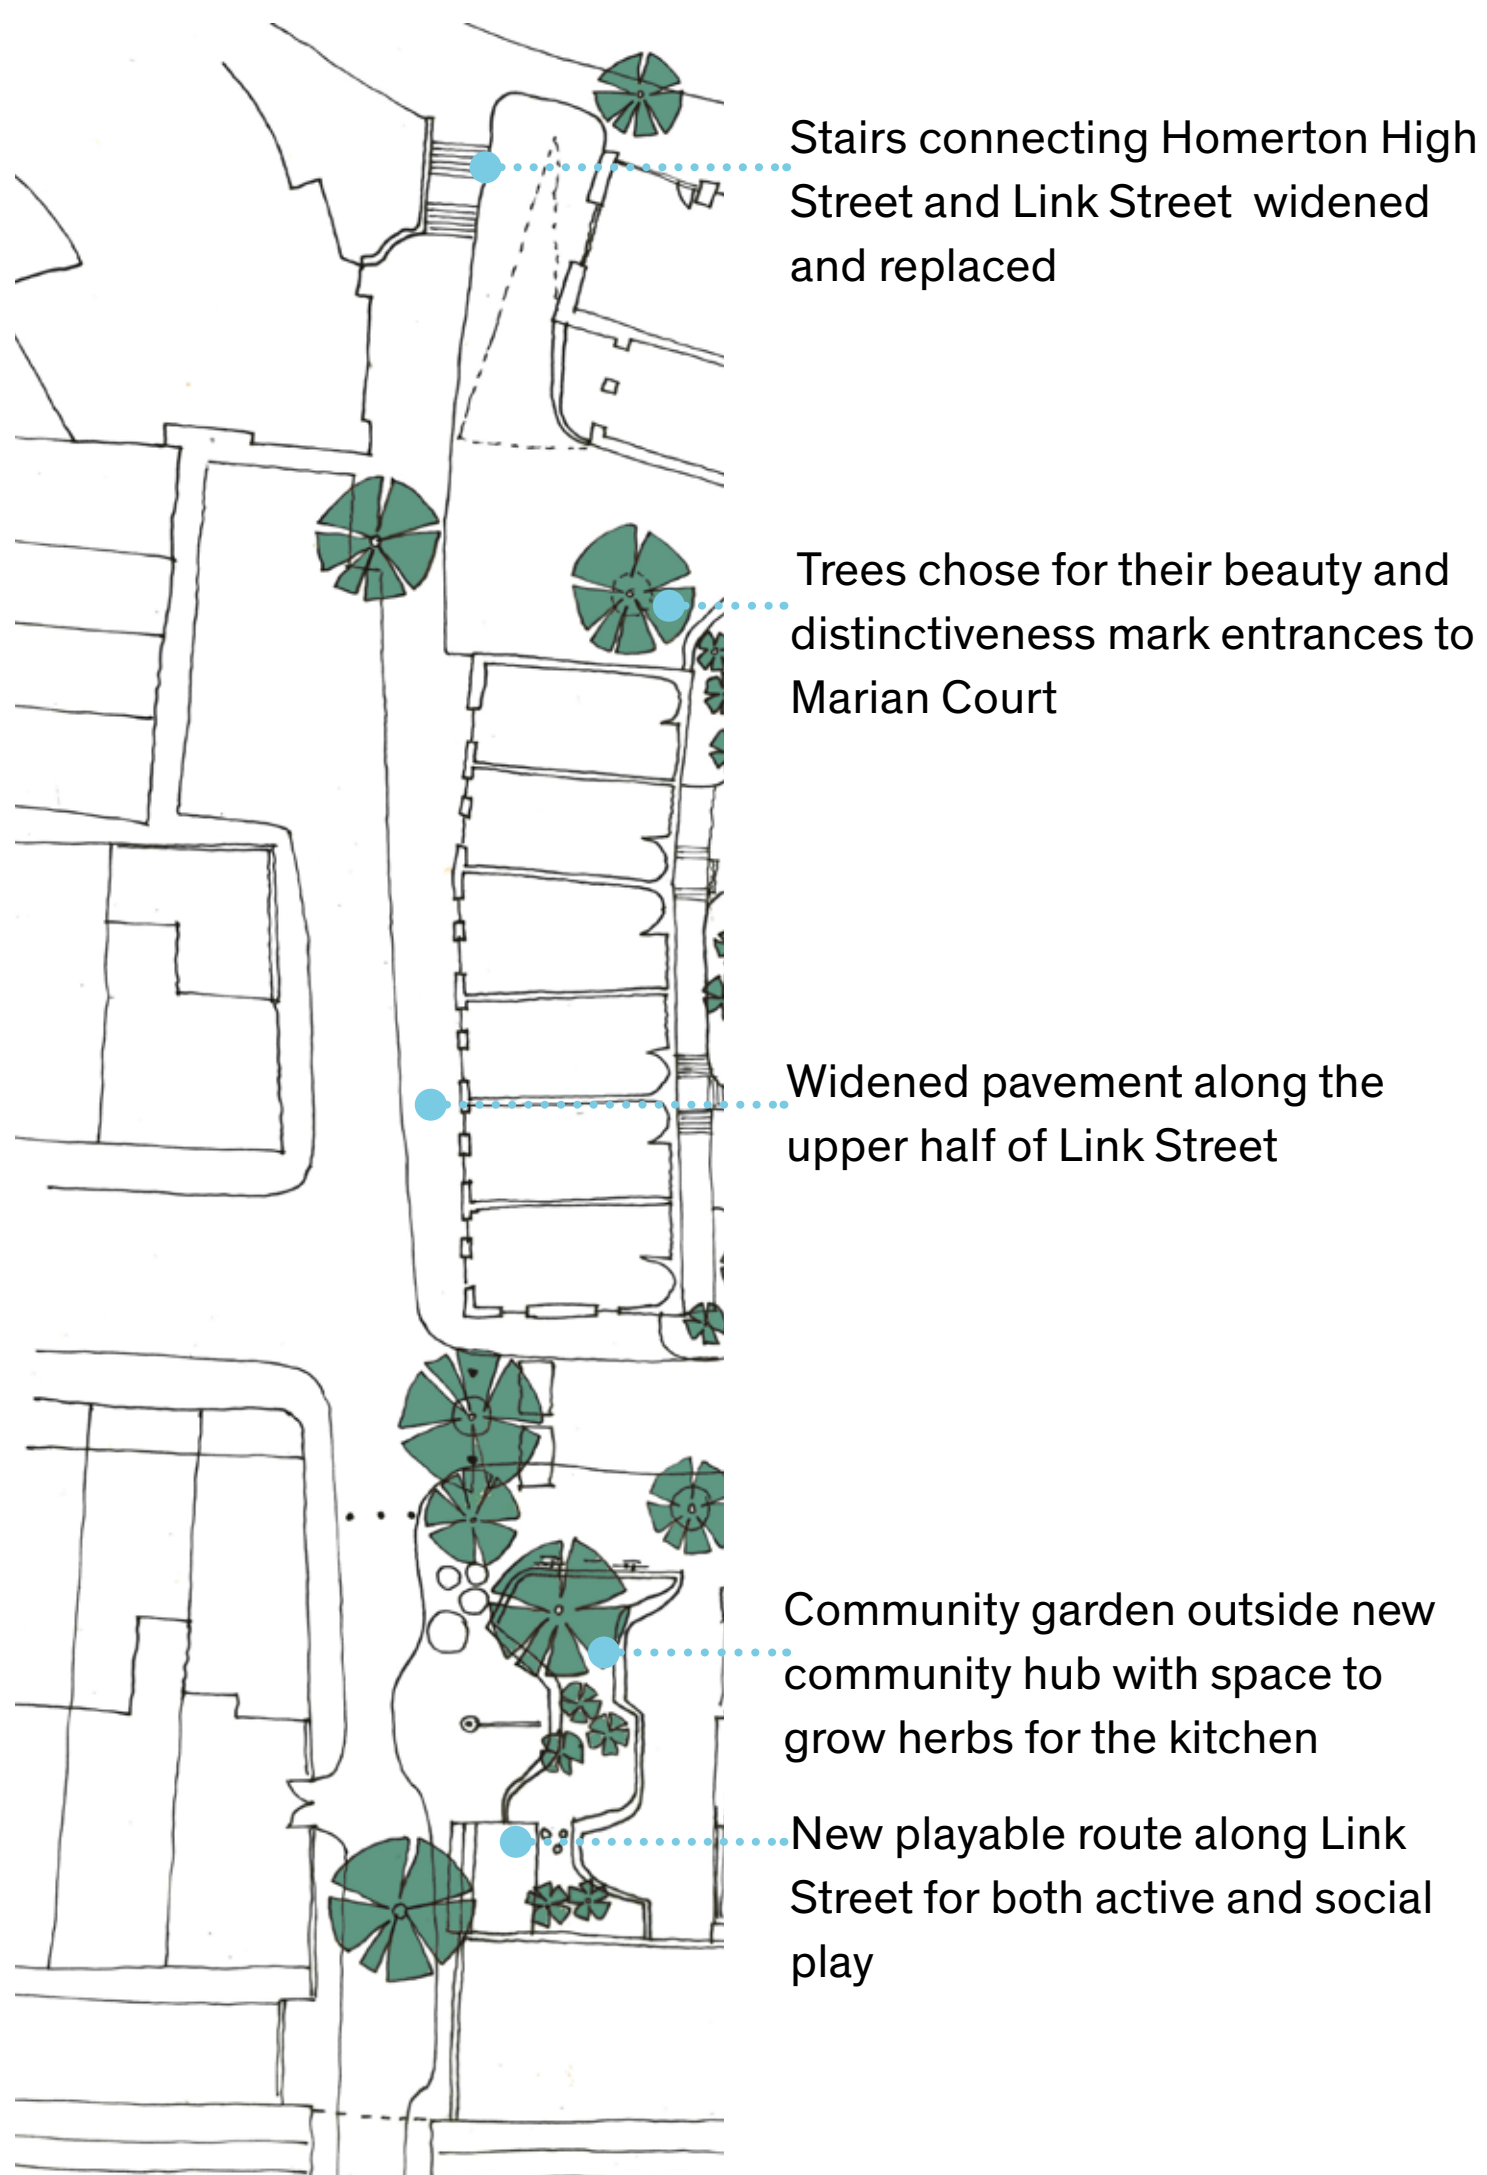 Stairs connecting Homerton High
Street and Link Street  widened
and replaced
Trees chose for their beauty and
distinctiveness mark entrances to
Marian Court
Widened pavement along the
upper half of Link Street
Community garden outside new
community hub with space to
grow herbs for the kitchen
New playable route along Link
Street for both active and social
play